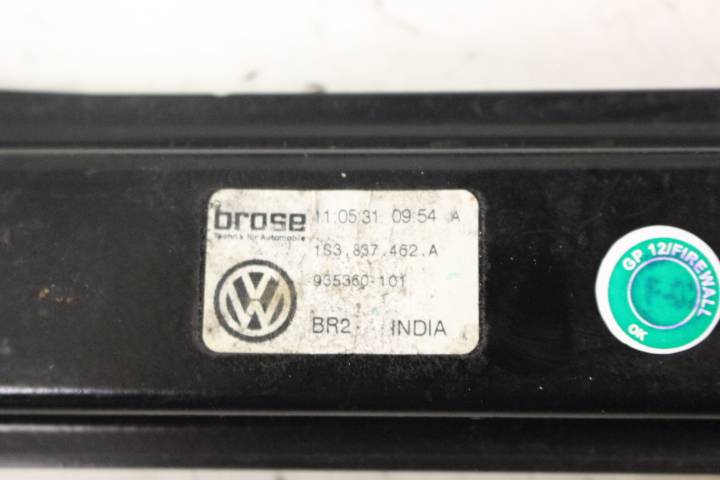 brose 11.05.31 09:54 A
Technik für Automobile
1S3.837.462.A
935360-101
BR2 INDIA
GP 12/FIREWALL
OK